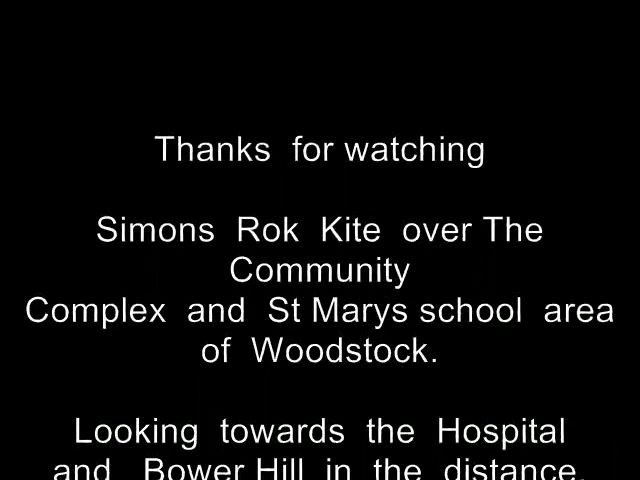 Thanks for watching
Simons Rok Kite over The
Community
Complex and St Marys school area
of Woodstock.
Looking towards the Hospital
and Bower Hill in the distance.